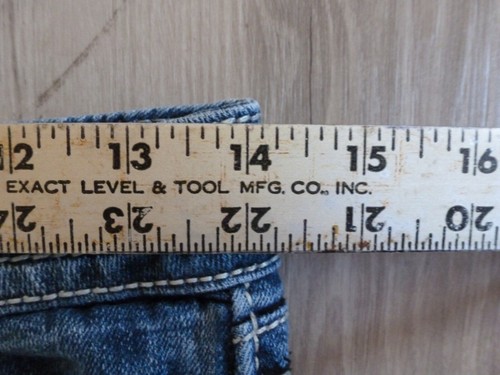 12 13 14 15 16
EXACT LEVEL & TOOL MFG. CO., INC.
24 23 22 21 20